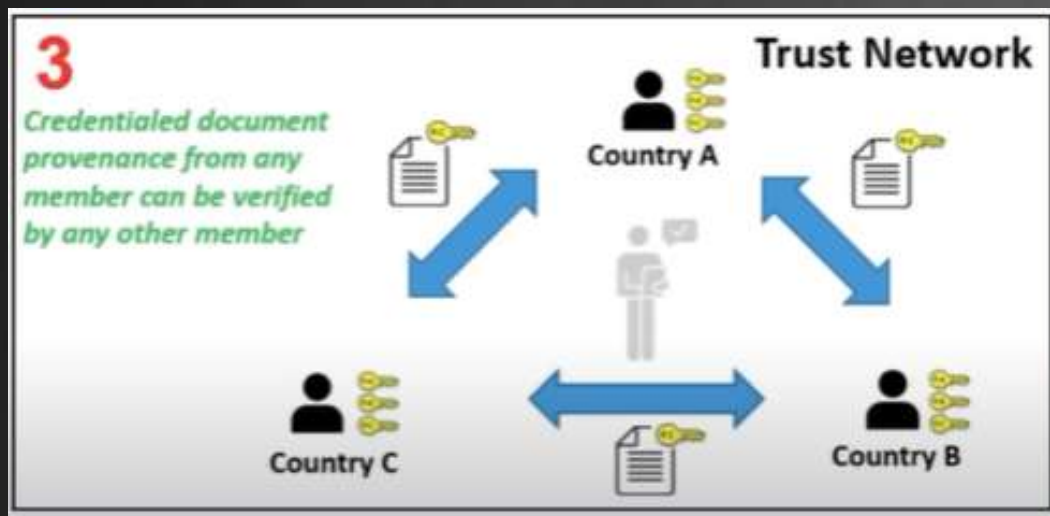 3
Trust Network
Credentialed document
provenance from any
member can be verified
by any other member
Country A
Country C
Country B